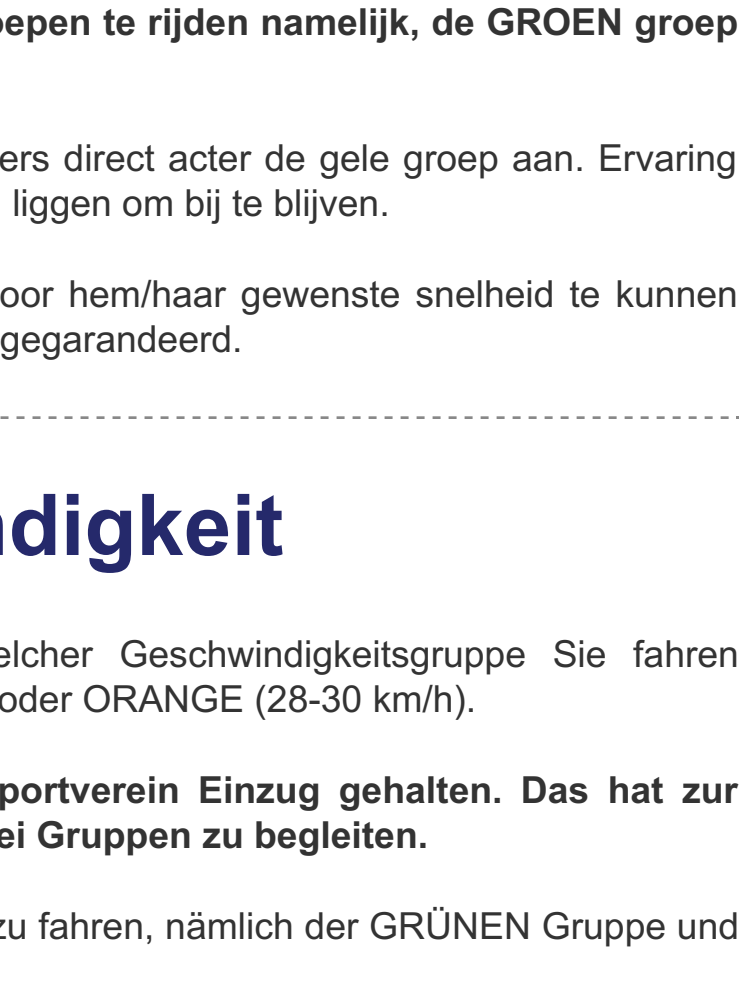 oepen te rijden namelijk, de GROEN groep
ers direct acter de gele groep aan. Ervaring
liggen om bij te blijven.
oor hem/haar gewenste snelheid te kunnen
gegarandeerd.
ndigkeit
elcher Geschwindigkeitsgruppe Sie fahren
oder ORANGE (28-30 km/h).
portverein Einzug gehalten. Das hat zur
ei Gruppen zu begleiten.
zu fahren, nämlich der GRÜNEN Gruppe und